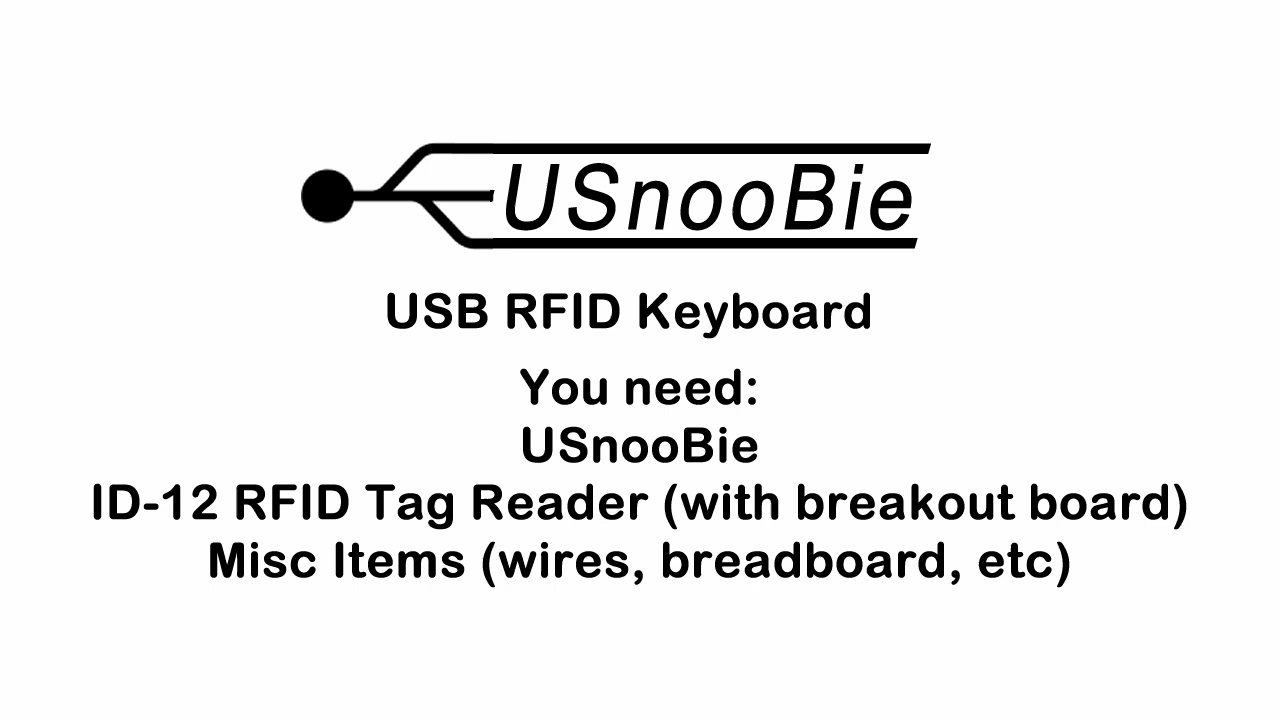 USnooBie
USB RFID Keyboard
You need:
USnooBie
ID-12 RFID Tag Reader (with breakout board)
Misc Items (wires, breadboard, etc)